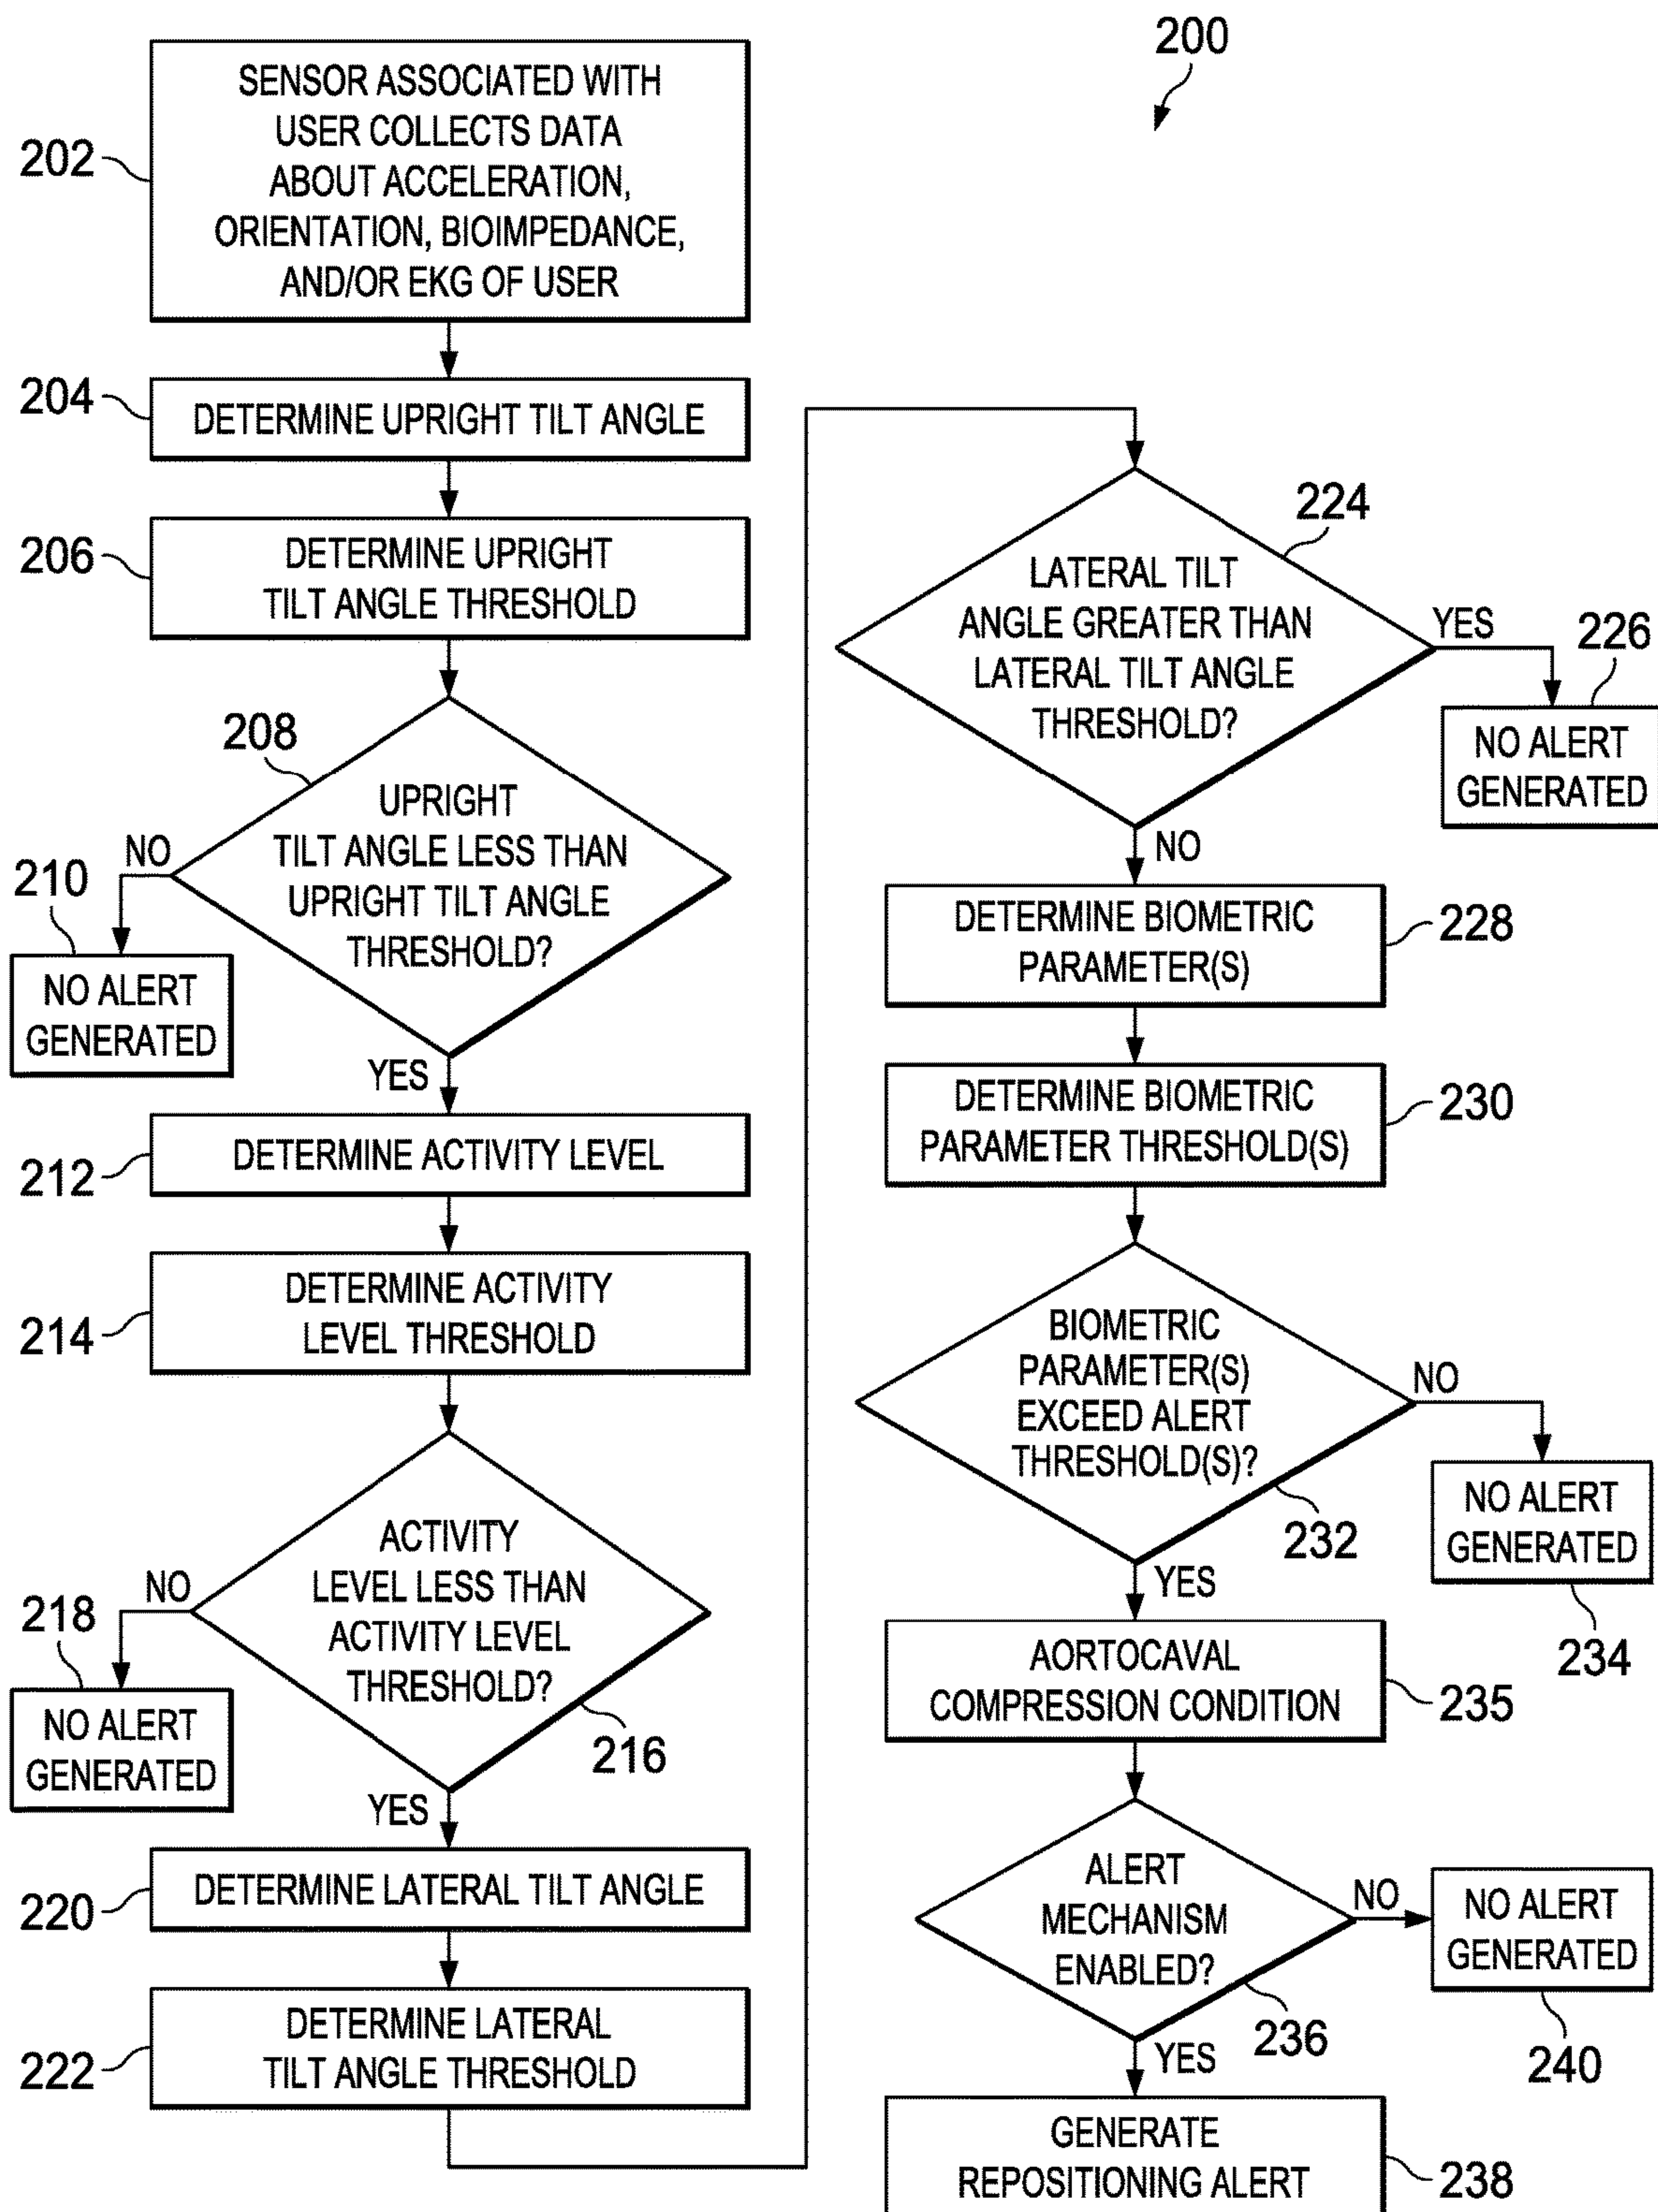 200
202
SENSOR ASSOCIATED WITH
USER COLLECTS DATA
ABOUT ACCELERATION,
ORIENTATION, BIOIMPEDANCE,
AND/OR EKG OF USER
204
DETERMINE UPRIGHT TILT ANGLE
206
DETERMINE UPRIGHT
TILT ANGLE THRESHOLD
208
UPRIGHT
TILT ANGLE LESS THAN
UPRIGHT TILT ANGLE
THRESHOLD?
NO
210
NO ALERT
GENERATED
YES
212
DETERMINE ACTIVITY LEVEL
214
DETERMINE ACTIVITY
LEVEL THRESHOLD
ACTIVITY
LEVEL LESS THAN
ACTIVITY LEVEL
THRESHOLD?
216
NO
218
NO ALERT
GENERATED
YES
220
DETERMINE LATERAL TILT ANGLE
222
DETERMINE LATERAL
TILT ANGLE THRESHOLD
224
LATERAL TILT
ANGLE GREATER THAN
LATERAL TILT ANGLE
THRESHOLD?
YES
226
NO ALERT
GENERATED
NO
DETERMINE BIOMETRIC
PARAMETER(S)
228
DETERMINE BIOMETRIC
PARAMETER THRESHOLD(S)
230
BIOMETRIC
PARAMETER(S)
EXCEED ALERT
THRESHOLD(S)?
232
NO
NO ALERT
GENERATED
234
YES
AORTOCAVAL
COMPRESSION CONDITION
235
ALERT
MECHANISM
ENABLED?
236
NO
NO ALERT
GENERATED
240
YES
GENERATE
REPOSITIONING ALERT
238